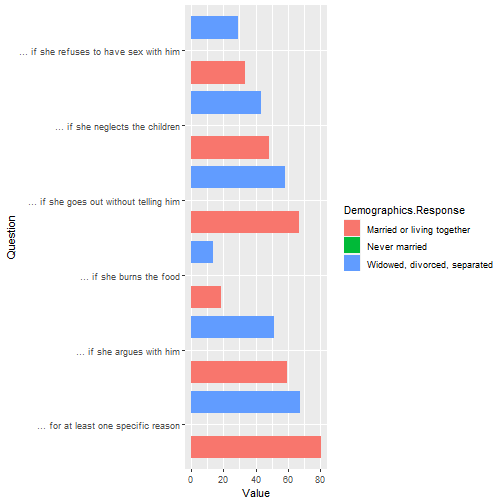 ... if she refuses to have sex with him
... if she neglects the children
... if she goes out without telling him
... if she burns the food
... if she argues with him
... for at least one specific reason
Question
0 20 40 60 80
Value
Demographics.Response
Married or living together
Never married
Widowed, divorced, separated